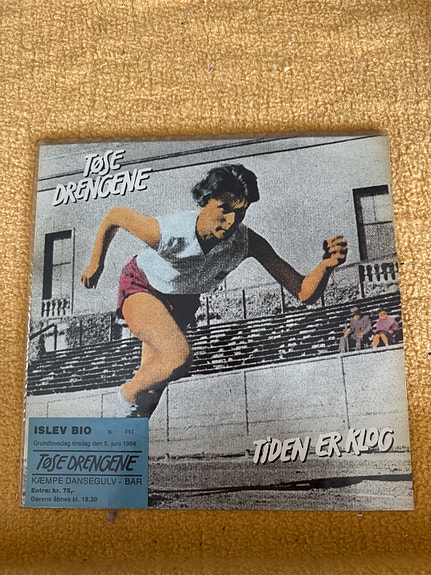 TØSE
DRENGENE
TIDEN ER KLOG
ISLEV BIO
Grundlovsdag tirsdag den 5. juni 1984
TØSE DRENGENE
KÆMPE DANSEGULV - BAR
Entre: kr. 75,-
Dørene åbnes kl. 19.30